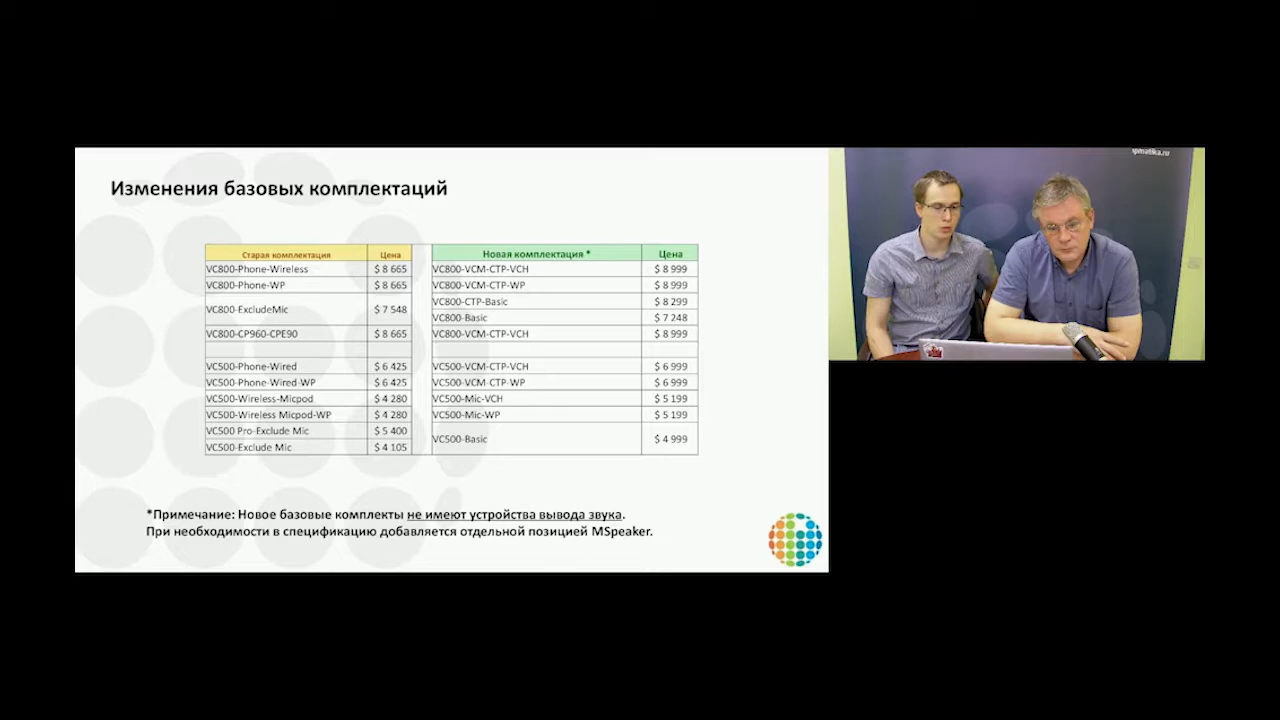 Изменения базовых комплектаций
Старая комплектация Цена Новая комплектация * Цена
VC800-Phone-Wireless $ 8 665 VC800-VCM-CTP-VCH $ 8 999
VC800-Phone-WP $ 8 665 VC800-VCM-CTP-WP $ 8 999
VC800-ExcludeMic $ 7 548 VC800-CTP-Basic $ 8 299
VC800-Basic $ 7 248
VC800-CP960-CPE90 $ 8 665 VC800-VCM-CTP-VCH $ 8 999
VC500-Phone-Wired $ 6 425 VC500-VCM-CTP-VCH $ 6 999
VC500-Phone-Wired-WP $ 6 425 VC500-VCM-CTP-WP $ 6 999
VC500-Wireless-Micpod $ 4 280 VC500-Mic-VCH $ 5 199
VC500-Wireless Micpod-WP $ 4 280 VC500-Mic-WP $ 5 199
VC500 Pro-Exclude Mic $ 5 400 VC500-Basic $ 4 999
VC500-Exclude Mic $ 4 105
*Примечание: Новое базовые комплекты не имеют устройства вывода звука.
При необходимости в спецификацию добавляется отдельной позицией MSpeaker.
ipmatika.ru